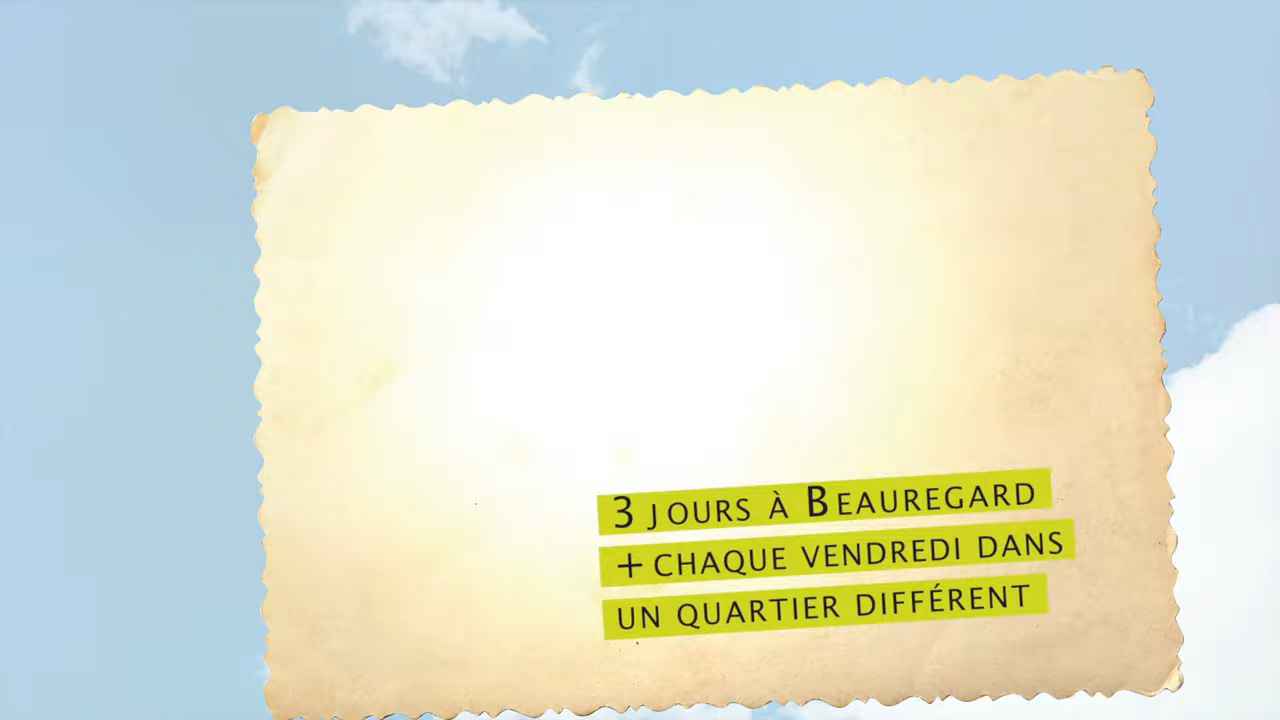 3 JOURS À BEAUREGARD
+ CHAQUE VENDREDI DANS
UN QUARTIER DIFFÉRENT